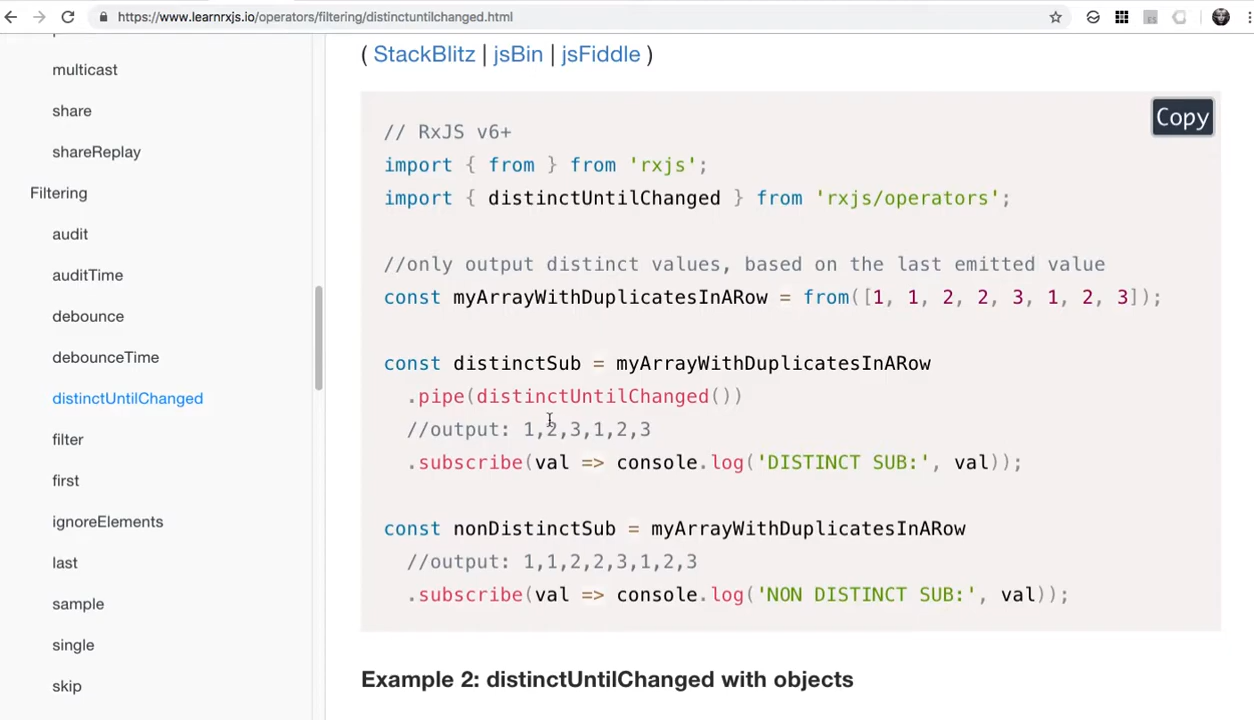 https://www.learnrxjs.io/operators/filtering/distinctuntilchanged.html
multicast
share
shareReplay
Filtering
audit
auditTime
debounce
debounceTime
distinctUntilChanged
filter
first
ignoreElements
last
sample
single
skip
( StackBlitz | jsBin | jsFiddle )
Copy
// RxJS v6+
import { from } from 'rxjs';
import { distinctUntilChanged } from 'rxjs/operators';
//only output distinct values, based on the last emitted value
const myArrayWithDuplicatesInARow = from([1, 1, 2, 2, 3, 1, 2, 3]);
const distinctSub = myArrayWithDuplicatesInARow
.pipe(distinctUntilChanged())
//output: 1,2,3,1,2,3
.subscribe(val => console.log('DISTINCT SUB:', val));
const nonDistinctSub = myArrayWithDuplicatesInARow
//output: 1,1,2,2,3,1,2,3
.subscribe(val => console.log('NON DISTINCT SUB:', val));
Example 2: distinctUntilChanged with objects